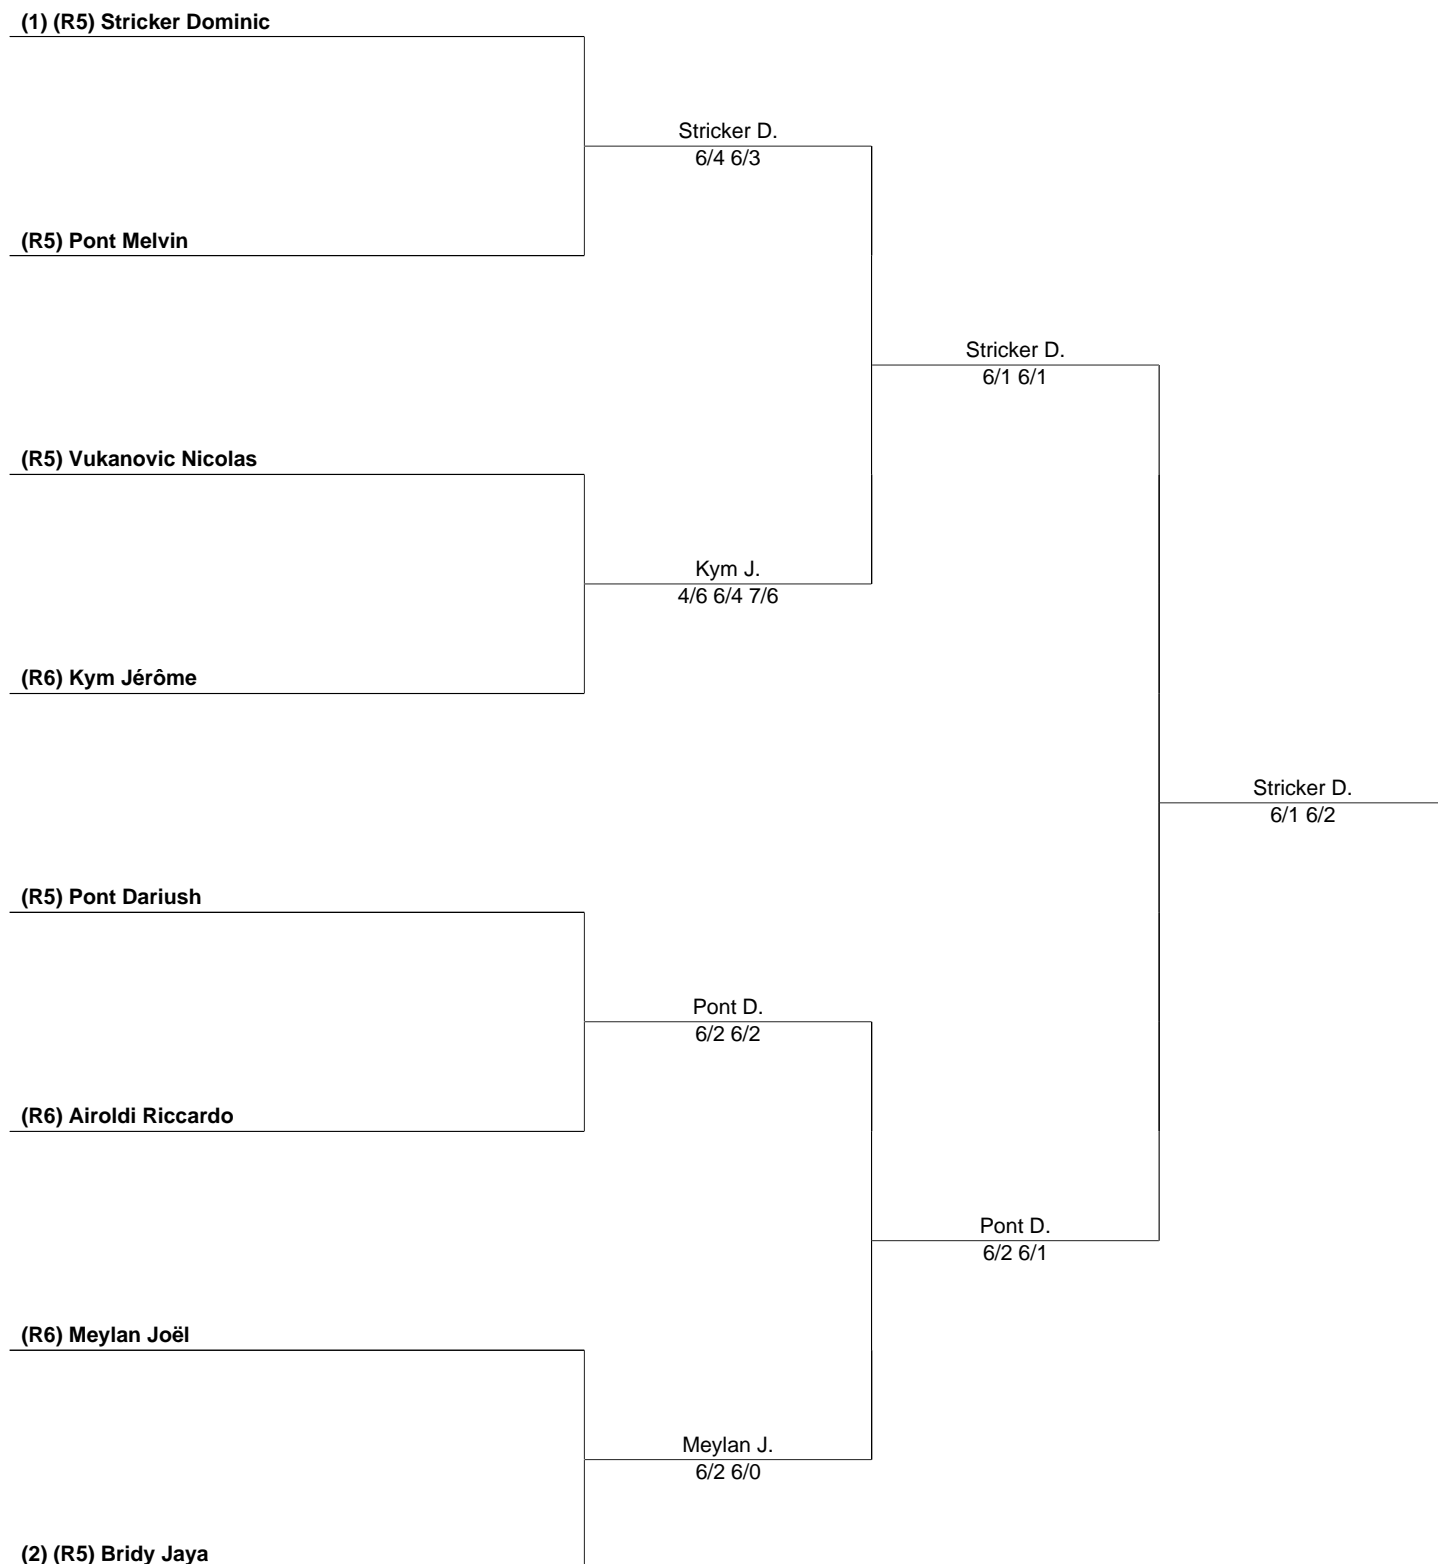 (1) (R5) Stricker Dominic
Stricker D.
6/4 6/3
(R5) Pont Melvin
Stricker D.
6/1 6/1
(R5) Vukanovic Nicolas
Kym J.
4/6 6/4 7/6
(R6) Kym Jérôme
Stricker D.
6/1 6/2
(R5) Pont Dariush
Pont D.
6/2 6/2
(R6) Airoldi Riccardo
Pont D.
6/2 6/1
(R6) Meylan Joël
Meylan J.
6/2 6/0
(2) (R5) Bridy Jaya